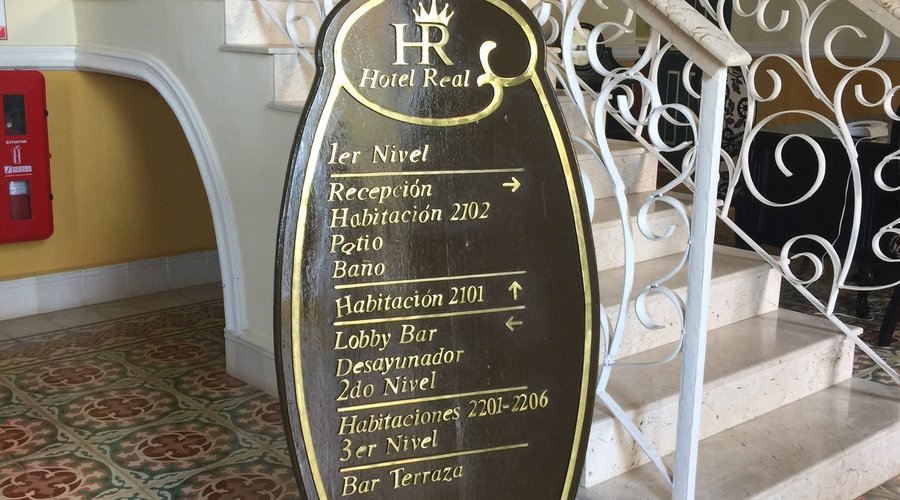 HR
Hotel Real
1er Nivel
Recepción →
Habitación 2102
Patio
Baño
Habitación 2101 ↑
Lobby Bar ←
Desayunador
2do Nivel
Habitaciones 2201-2206
3er Nivel
Bar Terraza
EXTINTOR